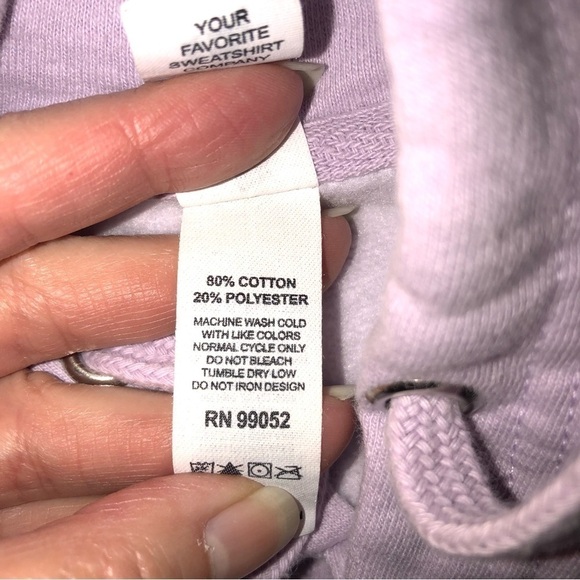 YOUR
FAVORITE
SWEATSHIRT
COMPANY
80% COTTON
20% POLYESTER
MACHINE WASH COLD
WITH LIKE COLORS
NORMAL CYCLE ONLY
DO NOT BLEACH
TUMBLE DRY LOW
DO NOT IRON DESIGN
RN 99052